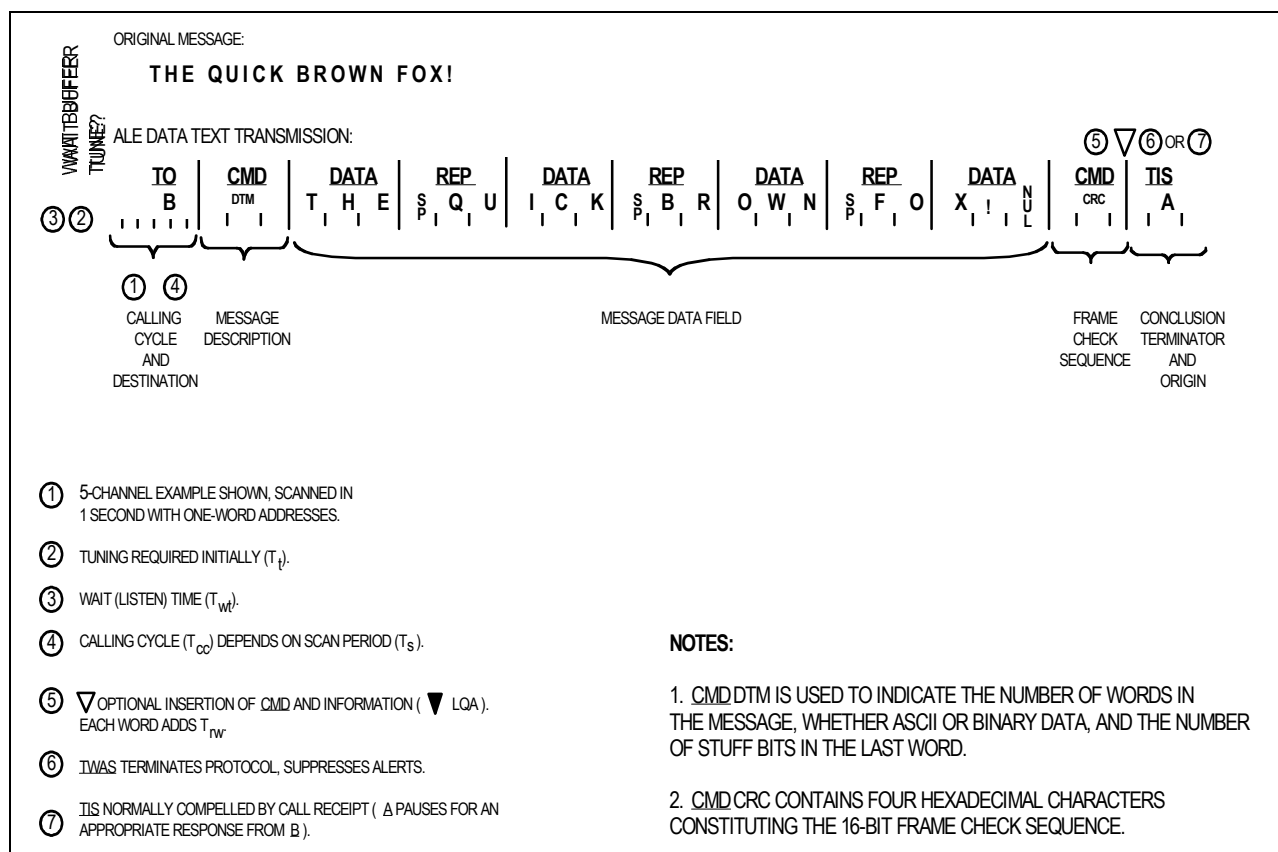 ORIGINAL MESSAGE:
THE QUICK BROWN FOX!
ALE DATA TEXT TRANSMISSION:
⑤ ▽ ⑥ OR ⑦
TO CMD DATA REP DATA REP DATA REP DATA CMD TIS
B DTM T H E SP Q U I C K SP B R O W N SP F O X ! NUL CRC A
③ ②
① ④
CALLING CYCLE AND DESTINATION
MESSAGE DESCRIPTION
MESSAGE DATA FIELD
FRAME CHECK SEQUENCE
CONCLUSION TERMINATOR AND ORIGIN
① 5-CHANNEL EXAMPLE SHOWN, SCANNED IN
1 SECOND WITH ONE-WORD ADDRESSES.
② TUNING REQUIRED INITIALLY (Tt).
③ WAIT (LISTEN) TIME (Twt).
④ CALLING CYCLE (Tcc) DEPENDS ON SCAN PERIOD (Ts).
⑤ ▽ OPTIONAL INSERTION OF CMD AND INFORMATION ( ▼ LQA ).
EACH WORD ADDS Trw.
⑥ TWAS TERMINATES PROTOCOL, SUPPRESSES ALERTS.
⑦ TIS NORMALLY COMPELLED BY CALL RECEIPT ( A PAUSES FOR AN
APPROPRIATE RESPONSE FROM B ).
NOTES:
1. CMD DTM IS USED TO INDICATE THE NUMBER OF WORDS IN
THE MESSAGE, WHETHER ASCII OR BINARY DATA, AND THE NUMBER
OF STUFF BITS IN THE LAST WORD.
2. CMD CRC CONTAINS FOUR HEXADECIMAL CHARACTERS
CONSTITUTING THE 16-BIT FRAME CHECK SEQUENCE.